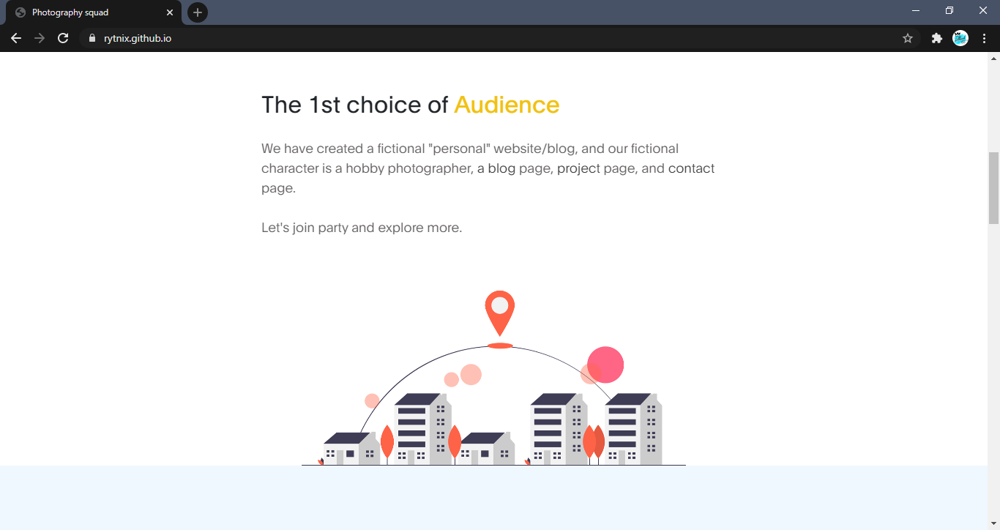 Photography squad
rytnix.github.io
The 1st choice of Audience
We have created a fictional "personal" website/blog, and our fictional
character is a hobby photographer, a blog page, project page, and contact
page.
Let's join party and explore more.